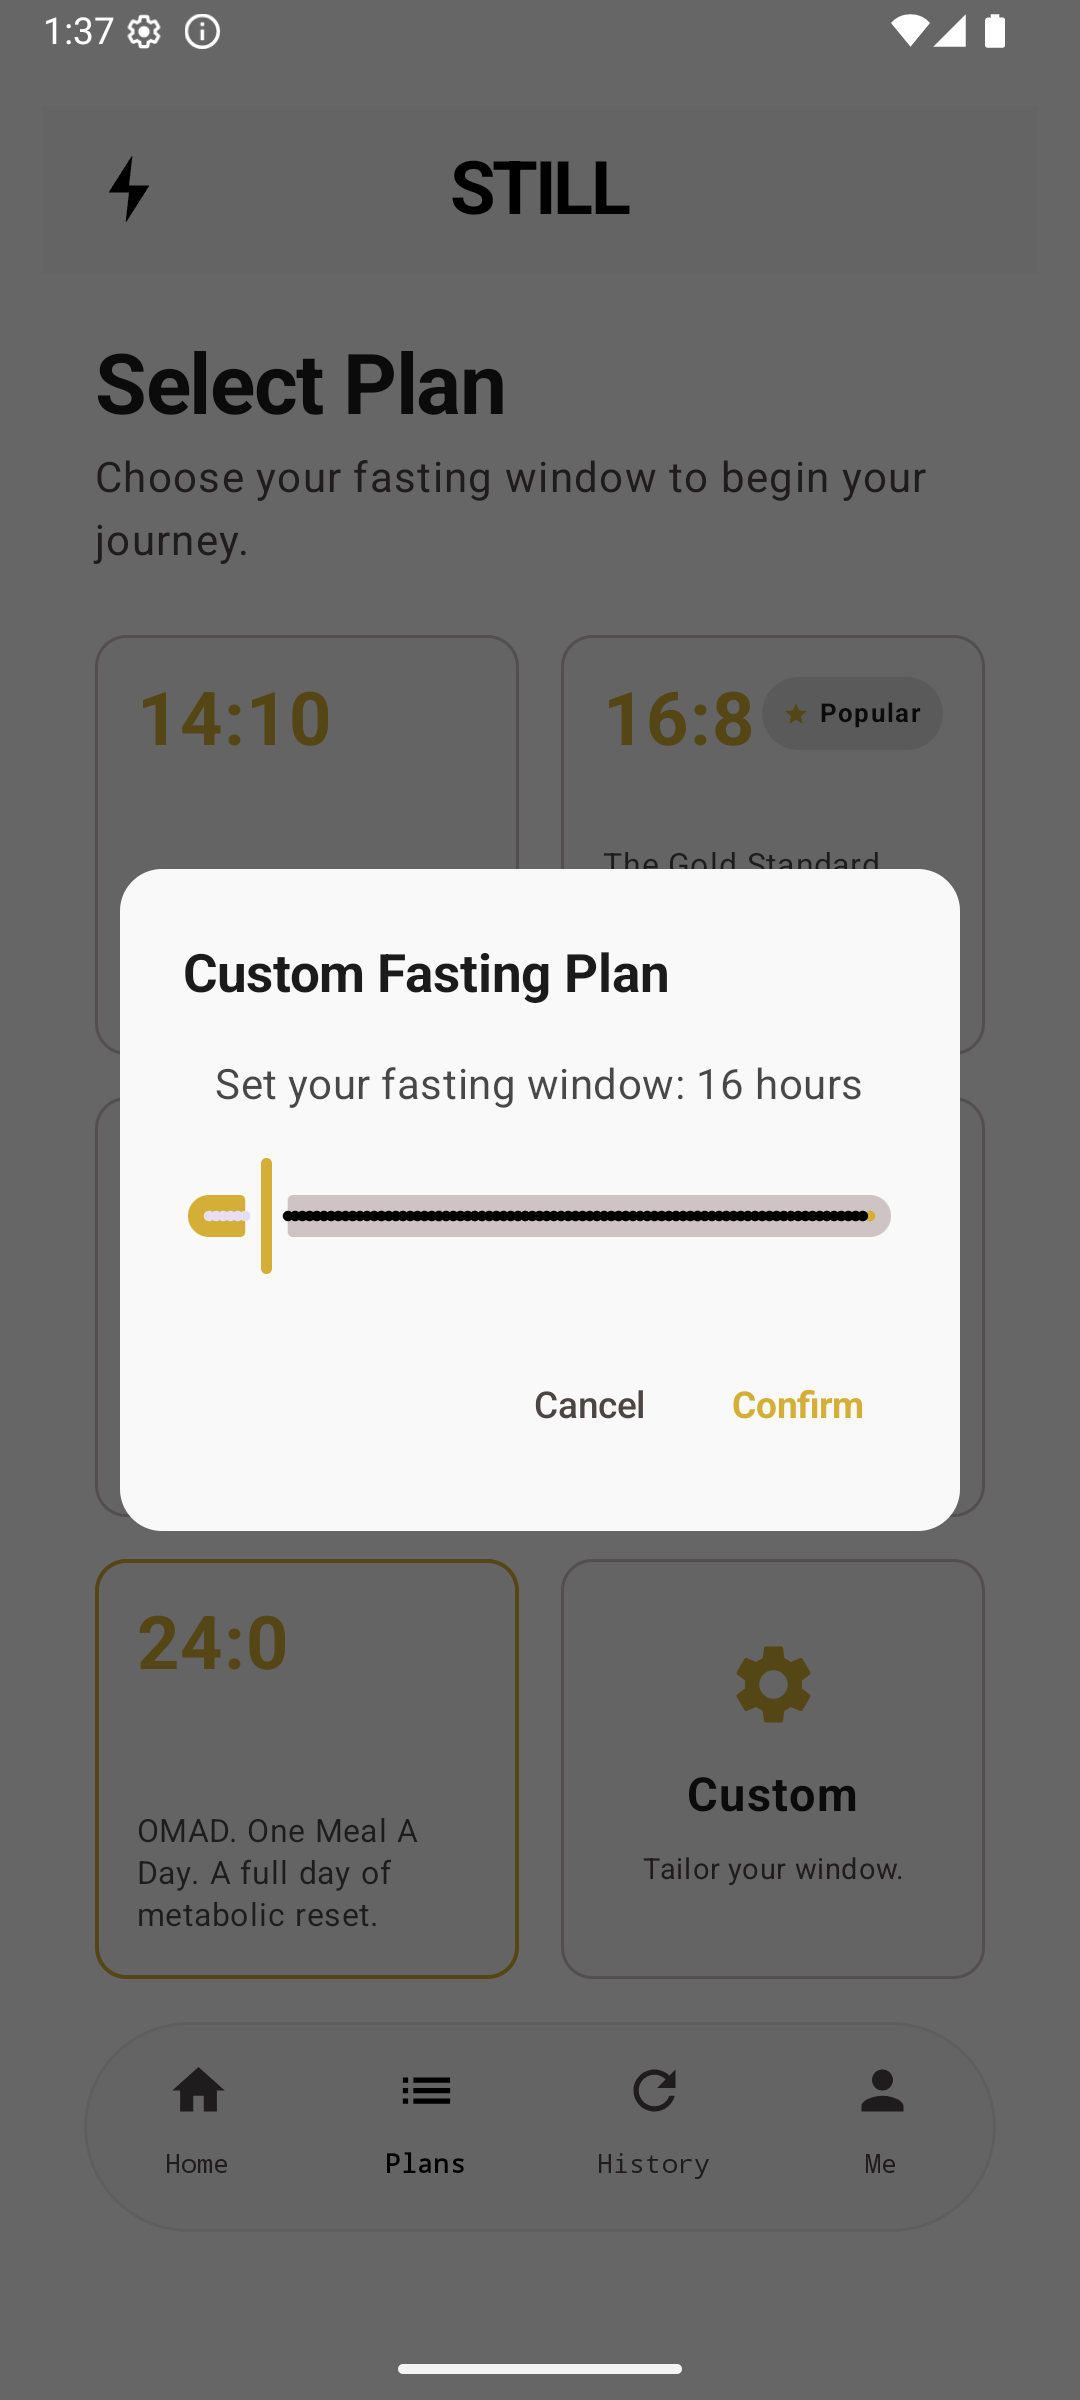 1:37
STILL
Select Plan
Choose your fasting window to begin your
journey.
14:10
16:8
Popular
The Gold Standard
Custom Fasting Plan
Set your fasting window: 16 hours
Cancel
Confirm
24:0
OMAD. One Meal A
Day. A full day of
metabolic reset.
Custom
Tailor your window.
Home
Plans
History
Me